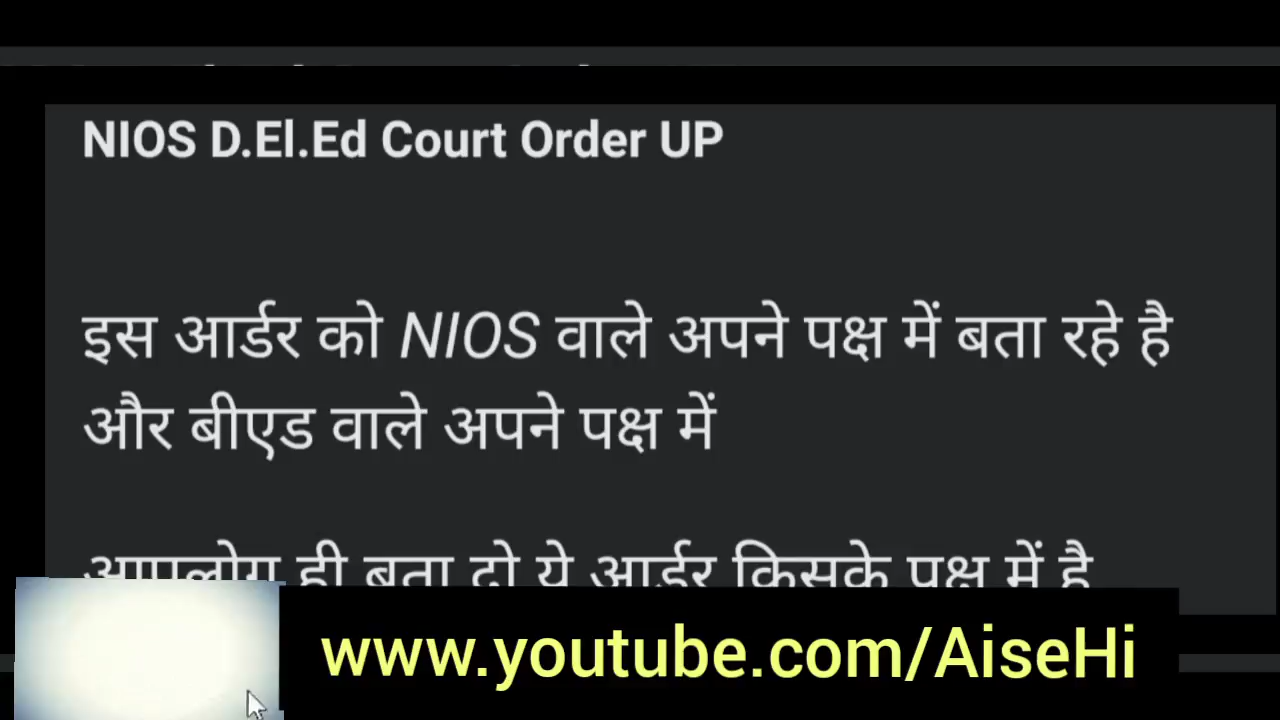 NIOS D.El.Ed Court Order UP
इस आर्डर को NIOS वाले अपने पक्ष में बता रहे है
और बीएड वाले अपने पक्ष में
आपलोग ही बता दो ये आर्डर किसके पक्ष में है
www.youtube.com/AiseHi